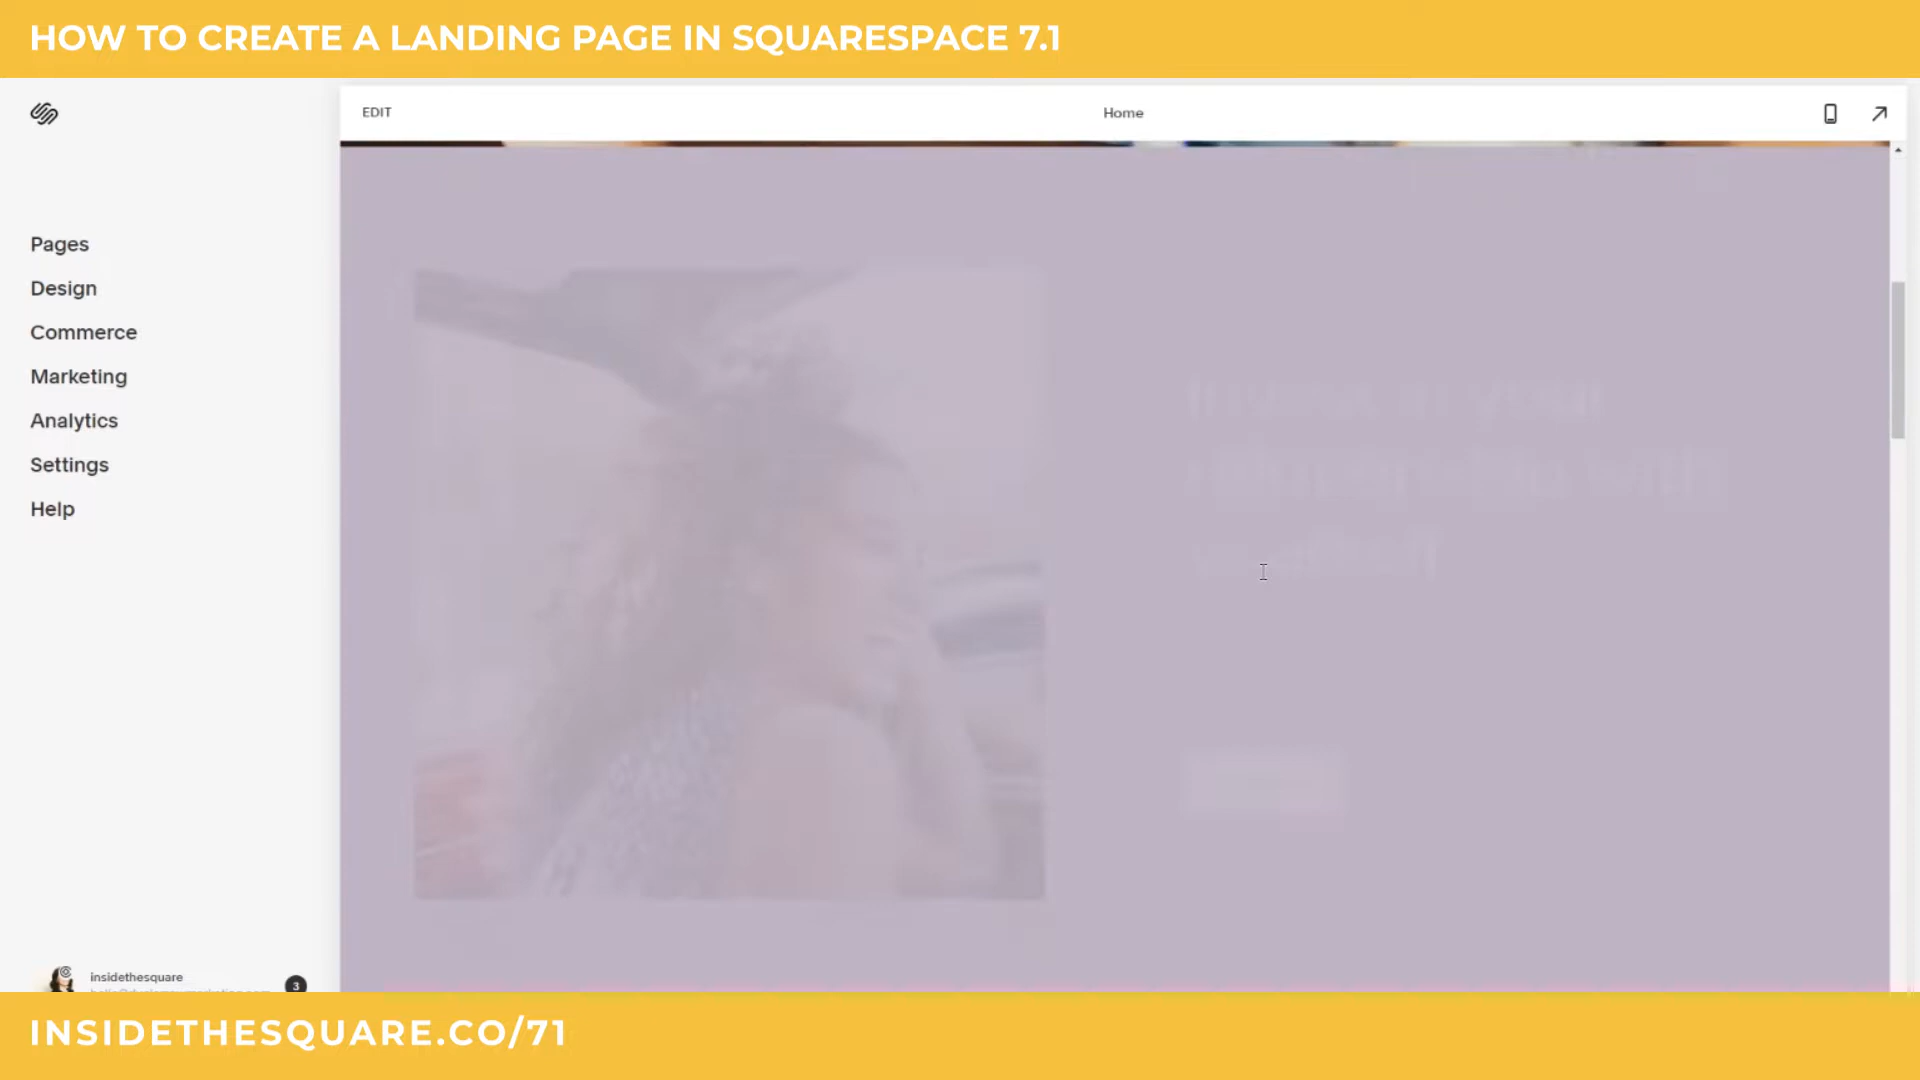 HOW TO CREATE A LANDING PAGE IN SQUARESPACE 7.1
EDIT
Home
Pages
Design
Commerce
Marketing
Analytics
Settings
Help
insidethesquare
3
INSIDETHESQUARE.CO/71